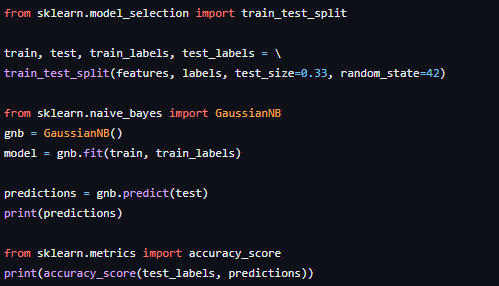 from sklearn.model_selection import train_test_split
train, test, train_labels, test_labels = \
train_test_split(features, labels, test_size=0.33, random_state=42)
from sklearn.naive_bayes import GaussianNB
gnb = GaussianNB()
model = gnb.fit(train, train_labels)
predictions = gnb.predict(test)
print(predictions)
from sklearn.metrics import accuracy_score
print(accuracy_score(test_labels, predictions))